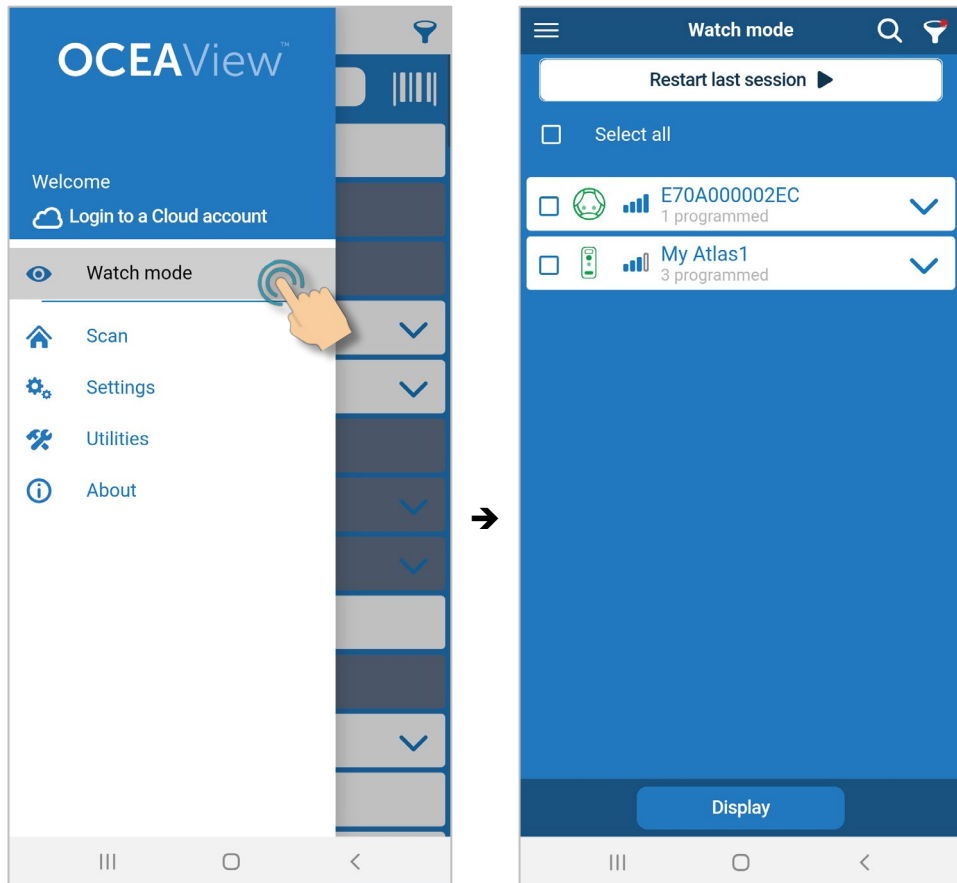 OCEAView™
Welcome
Login to a Cloud account
Watch mode
Scan
Settings
Utilities
About
Watch mode
Restart last session
Select all
E70A000002EC
1 programmed
My Atlas1
3 programmed
Display